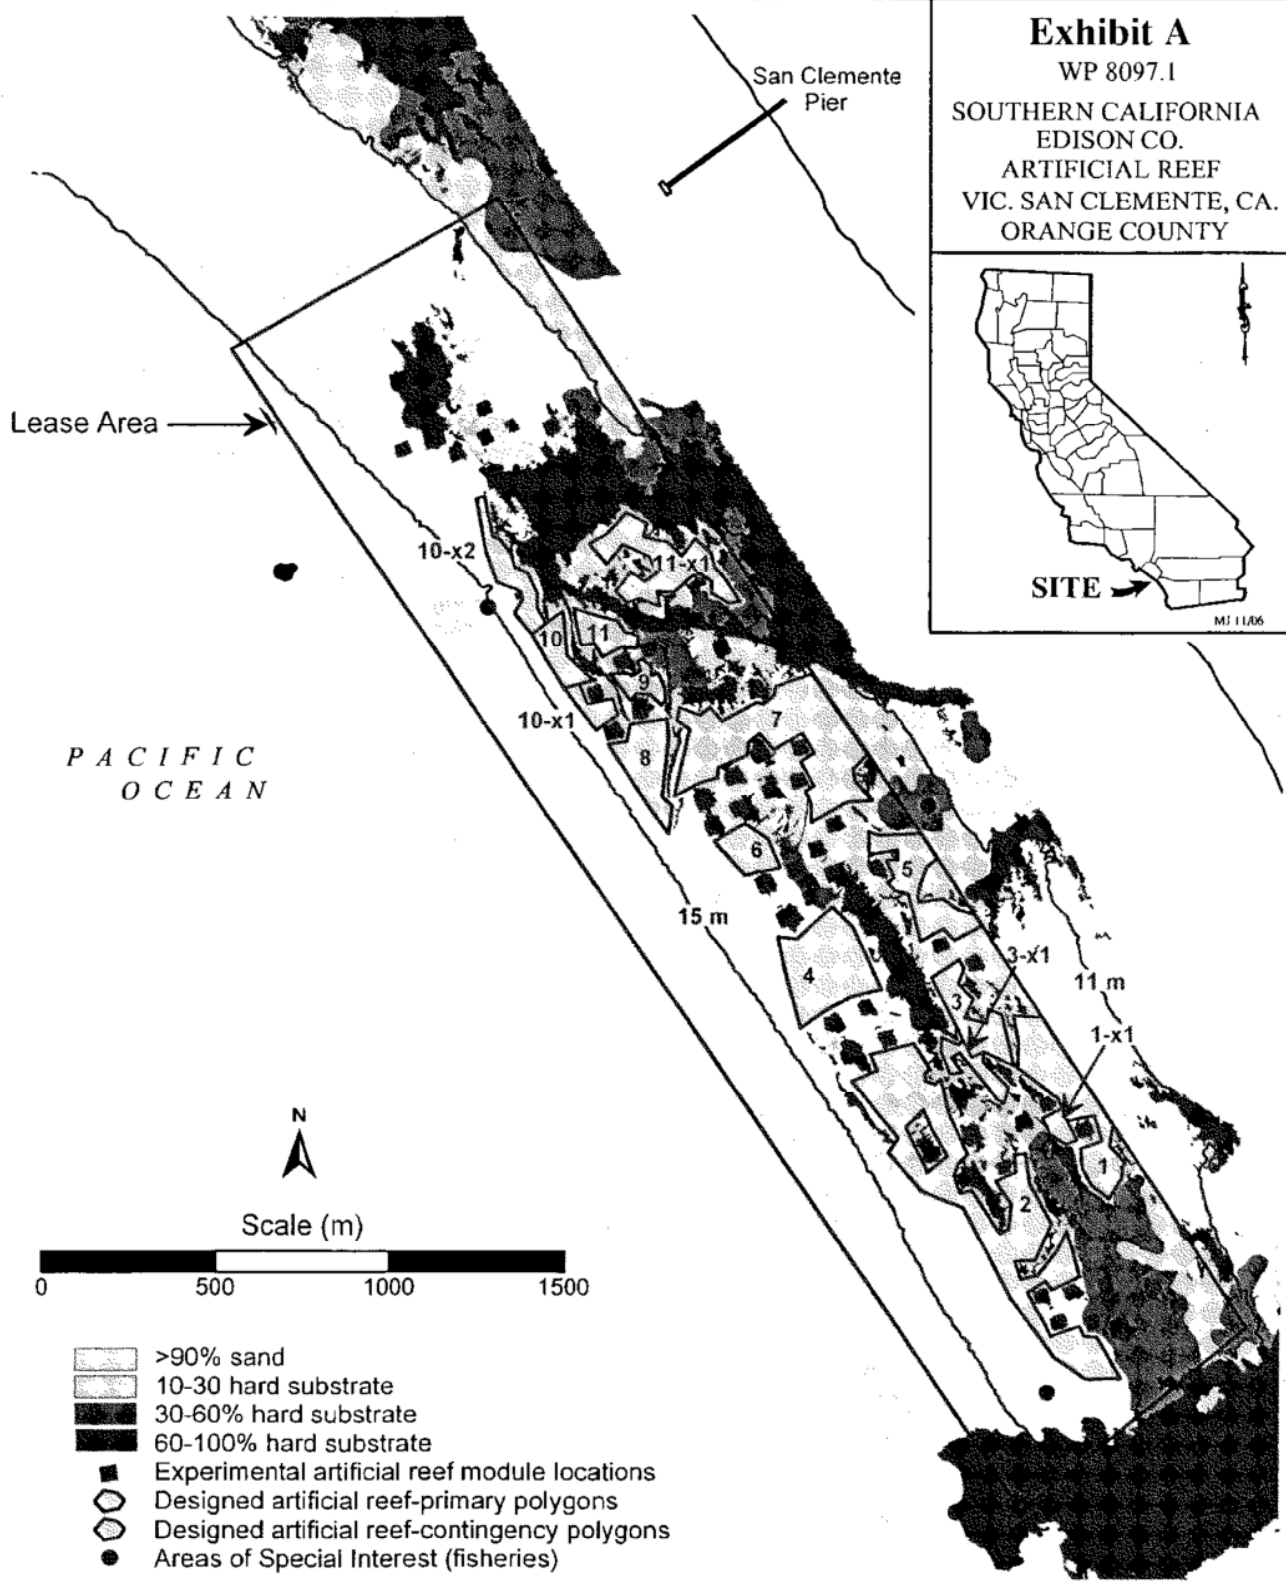 Exhibit A
WP 8097.1
SOUTHERN CALIFORNIA
EDISON CO.
ARTIFICIAL REEF
VIC. SAN CLEMENTE, CA.
ORANGE COUNTY
SITE
MJ 11/06
San Clemente
Pier
Lease Area
10-x2
11-x1
10
11
9
10-x1
7
8
PACIFIC
OCEAN
6
5
15 m
4
3-x1
3
11 m
1-x1
1
2
N
Scale (m)
0 500 1000 1500
>90% sand
10-30 hard substrate
30-60% hard substrate
60-100% hard substrate
Experimental artificial reef module locations
Designed artificial reef-primary polygons
Designed artificial reef-contingency polygons
Areas of Special Interest (fisheries)